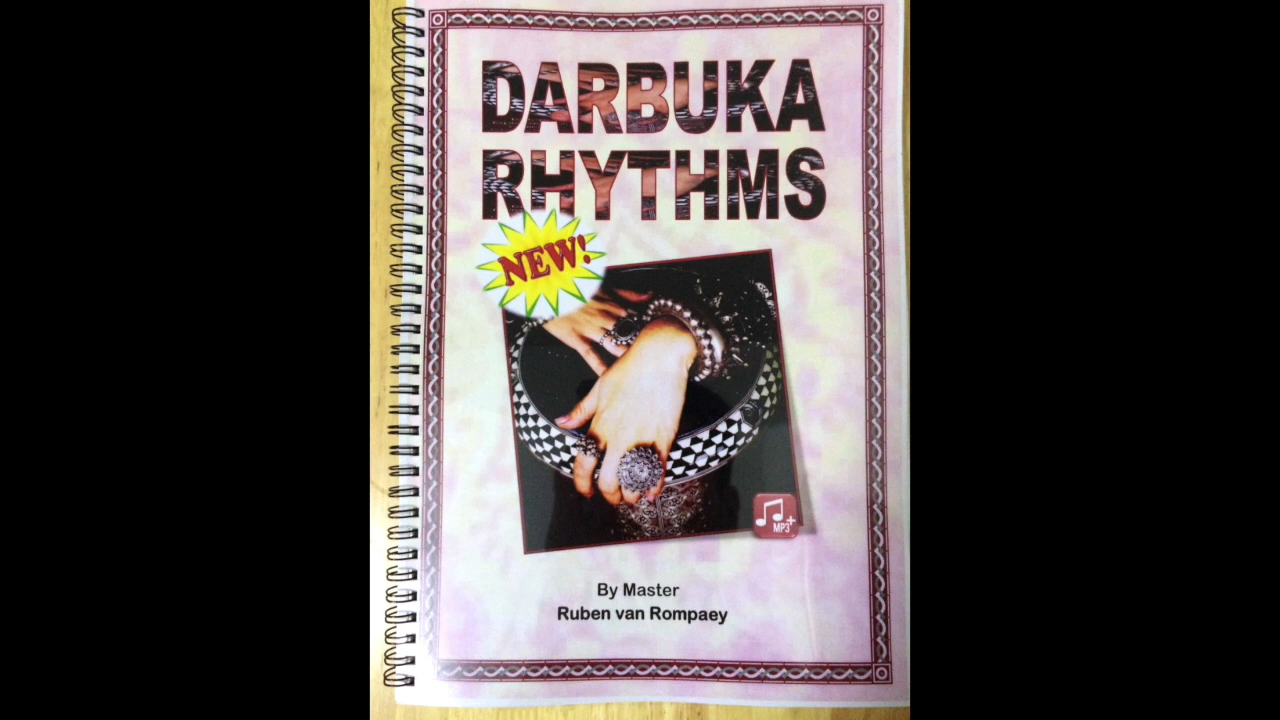 DARBUKA
RHYTHMS
NEW!
MP3+
By Master
Ruben van Rompaey